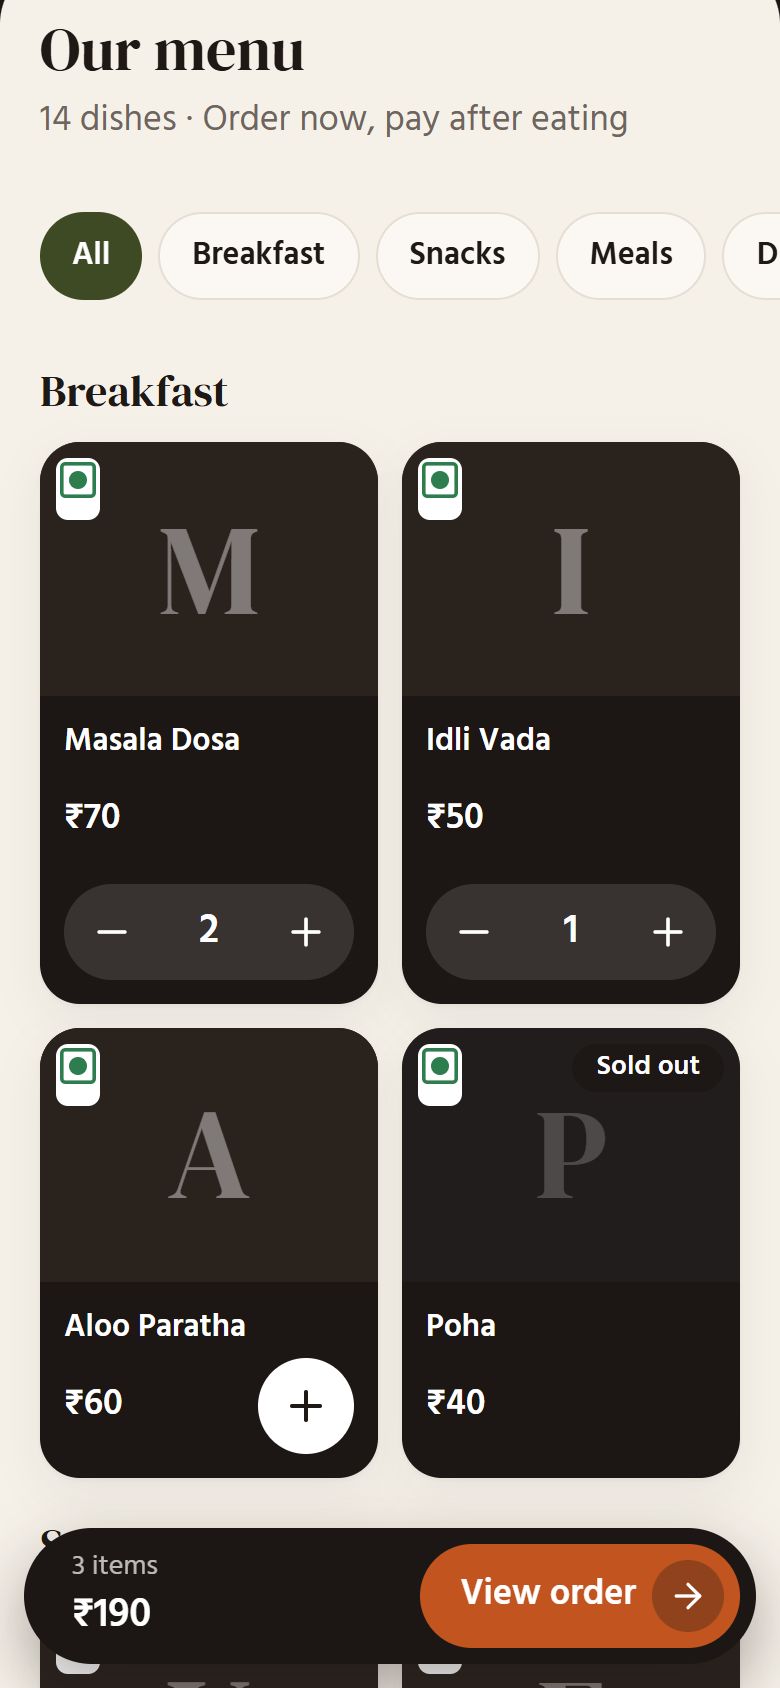 Our menu
14 dishes · Order now, pay after eating
All
Breakfast
Snacks
Meals
Breakfast
M
I
Masala Dosa
Idli Vada
₹70
₹50
2
1
Sold out
A
P
Aloo Paratha
Poha
₹60
₹40
3 items
₹190
View order